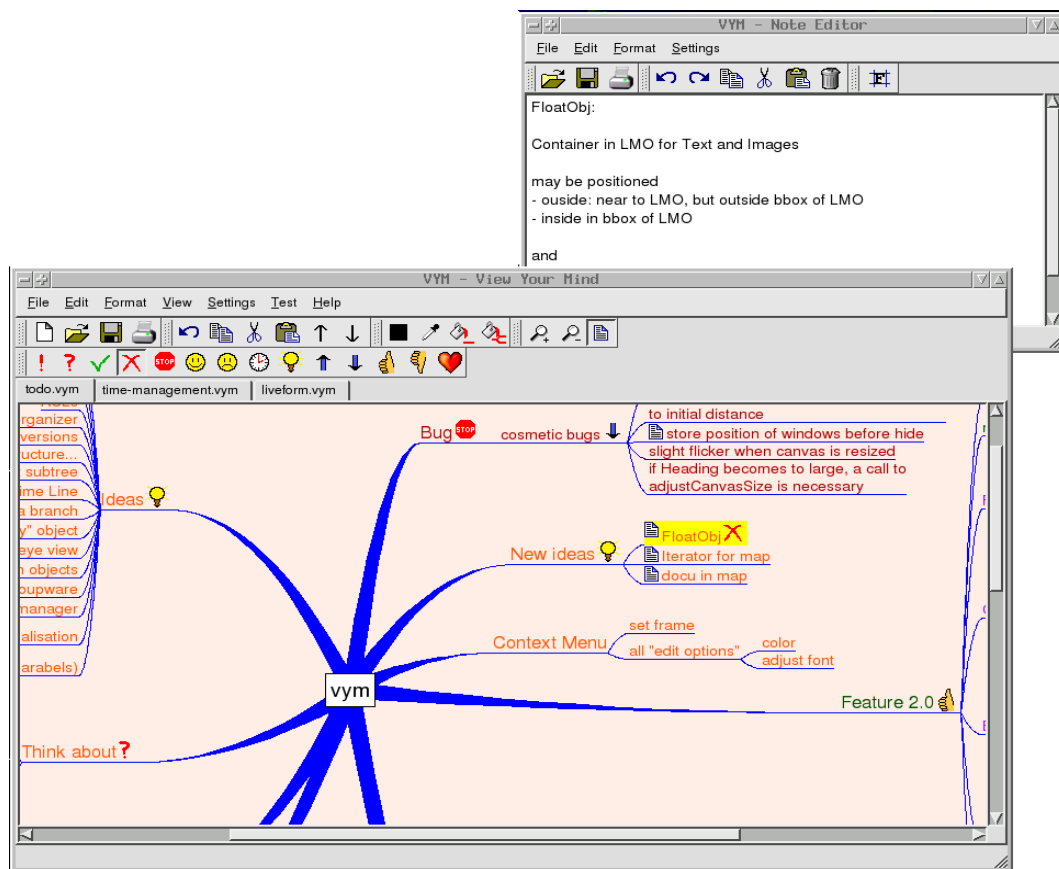 VYM - Note Editor
File Edit Format Settings
FloatObj:
Container in LMO for Text and Images
may be positioned
- ouside: near to LMO, but outside bbox of LMO
- inside in bbox of LMO
and
VYM - View Your Mind
File Edit Format View Settings Test Help
STOP
todo.vym time-management.vym liveform.vym
rganizer
versions
ucture...
subtree
ime Line
a branch
y" object
eye view
n objects
oupware
manager
alisation
arabels)
Ideas
Bug STOP
cosmetic bugs
to initial distance
store position of windows before hide
slight flicker when canvas is resized
if Heading becomes to large, a call to
adjustCanvasSize is necessary
New ideas
FloatObj
Iterator for map
docu in map
Context Menu
set frame
all "edit options"
color
adjust font
vym
Feature 2.0
Think about